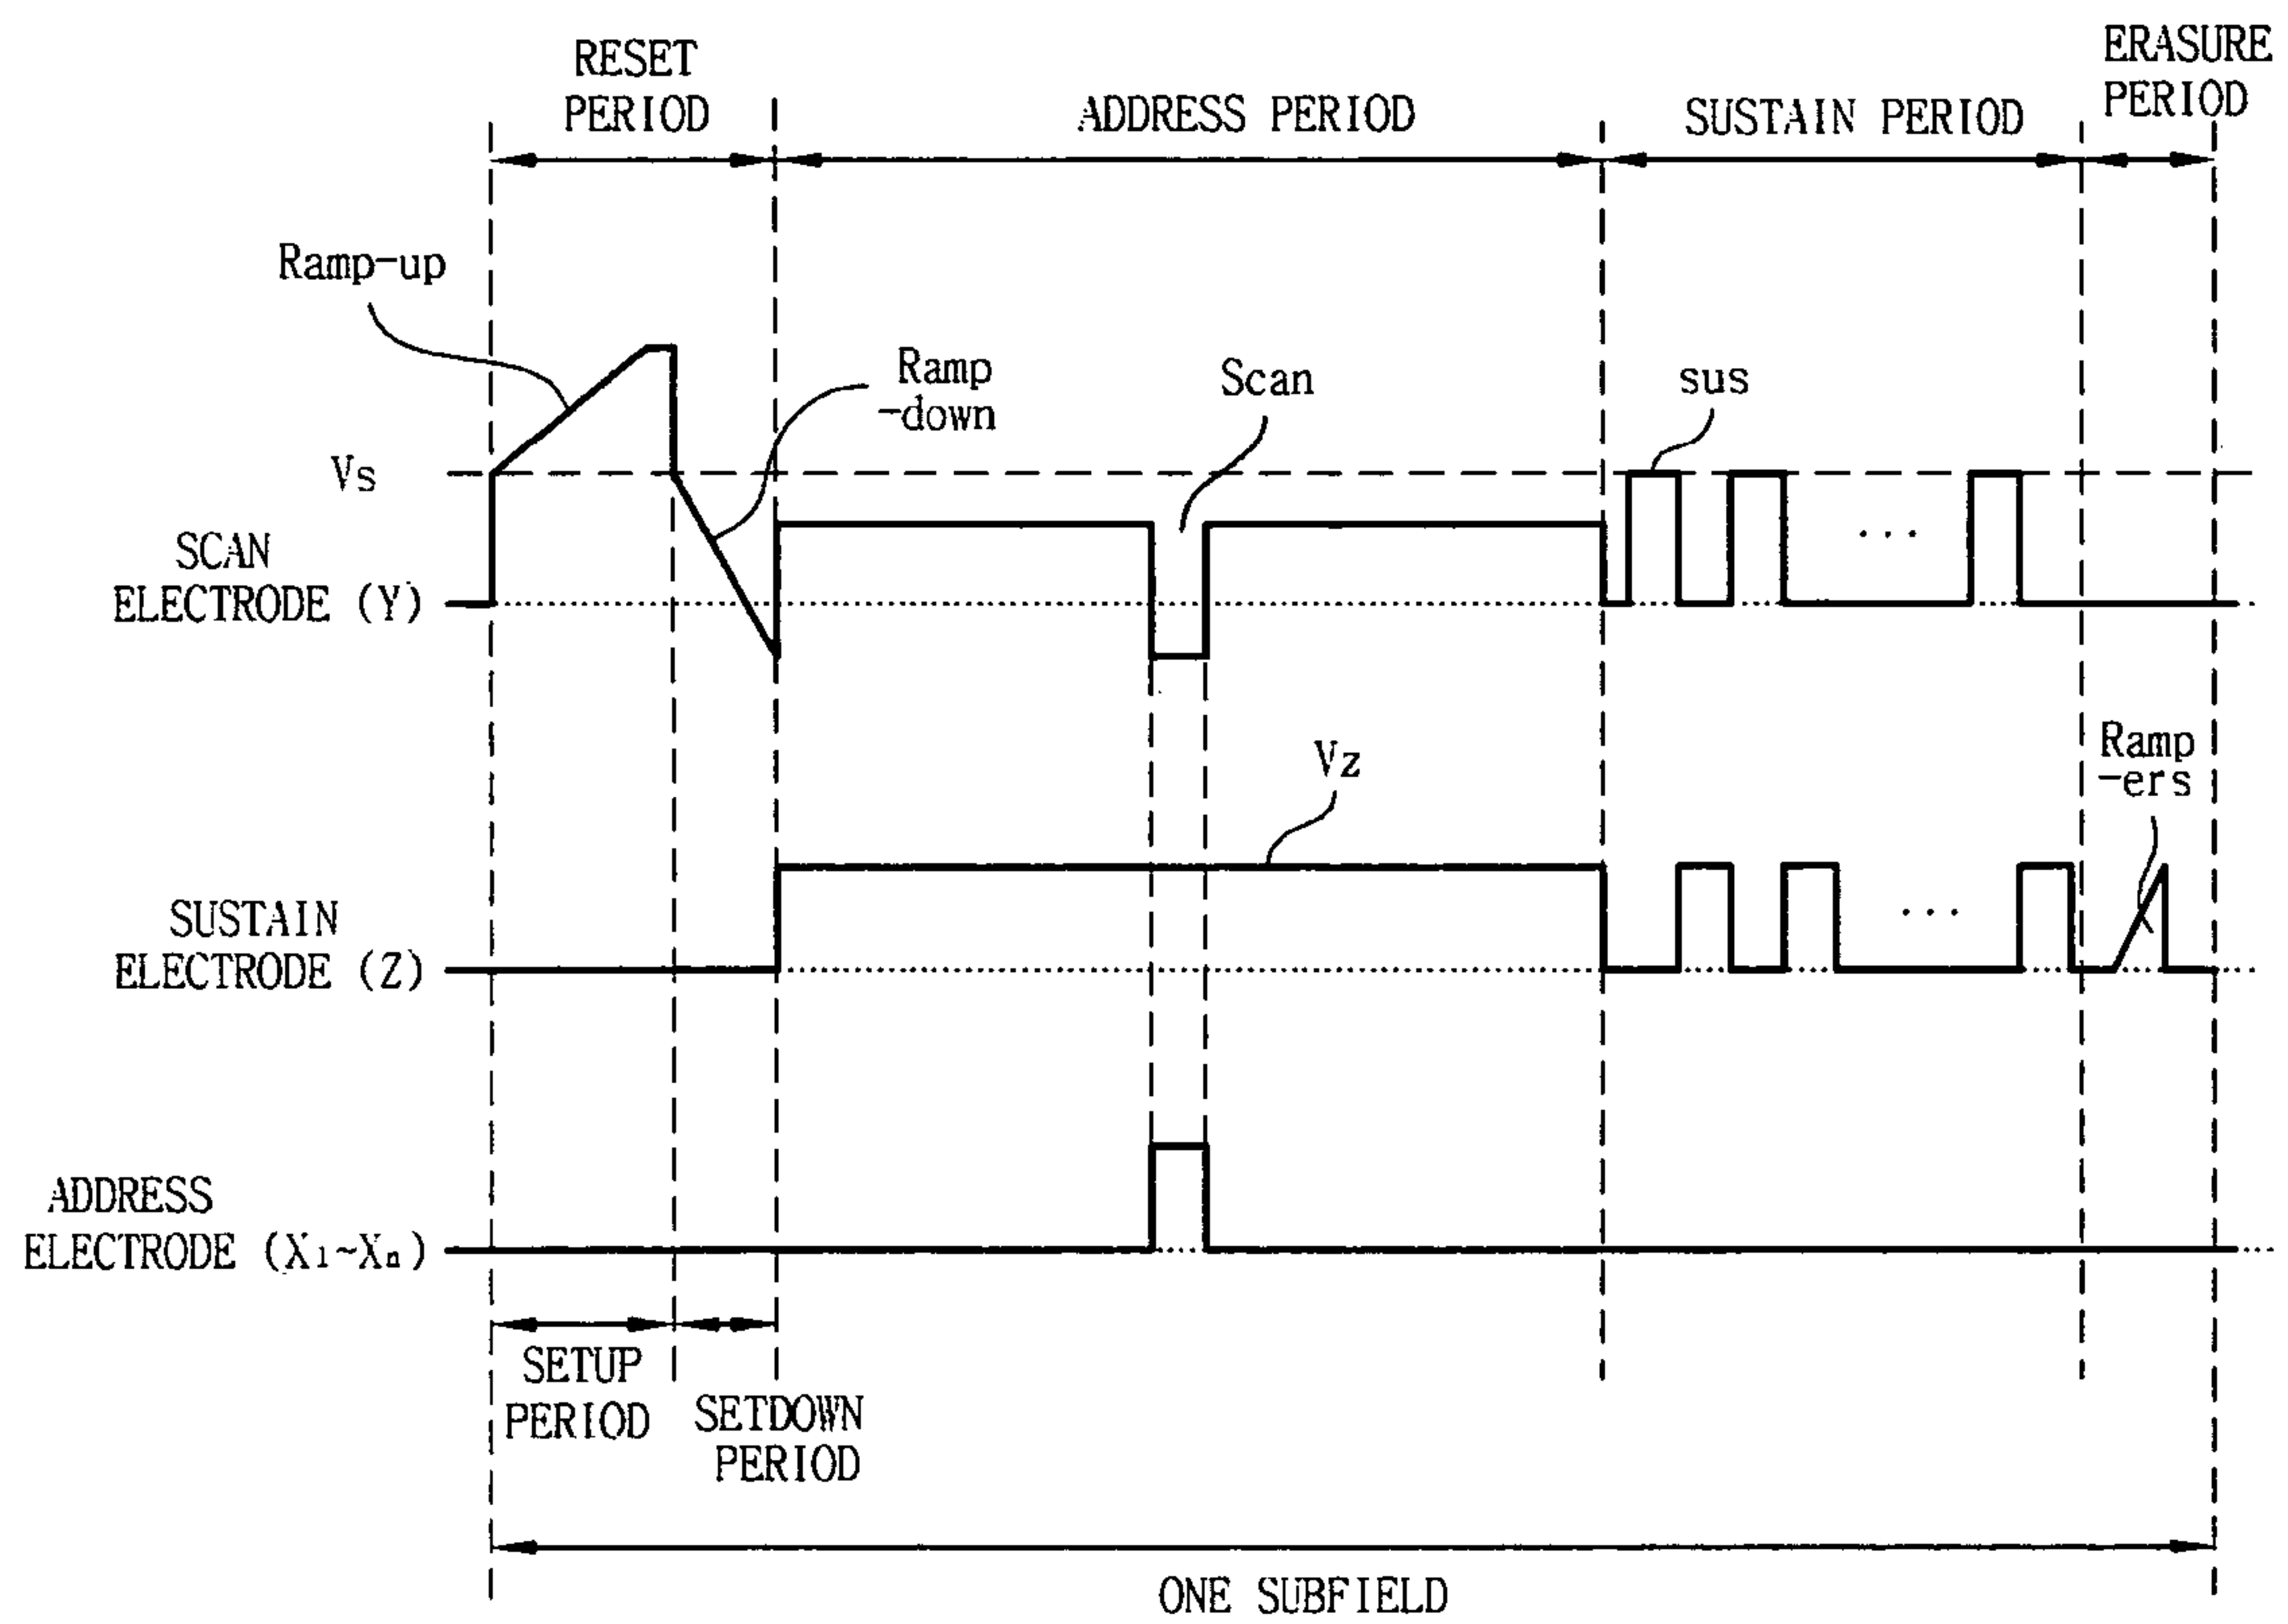 RESET
PERIOD
ADDRESS PERIOD
SUSTAIN PERIOD
ERASURE
PERIOD
Ramp-up
Ramp
-down
Scan
sus
Vs
SCAN
ELECTRODE (Y)
Vz
Ramp
-ers
SUSTAIN
ELECTRODE (Z)
...
...
ADDRESS
ELECTRODE (X₁~Xₙ)
SETUP
PERIOD
SETDOWN
PERIOD
ONE SUBFIELD